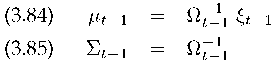 (3.84) μ_{t-1} = Ω_{t-1}^{-1} ξ_{t-1}
(3.85) Σ_{t-1} = Ω_{t-1}^{-1}